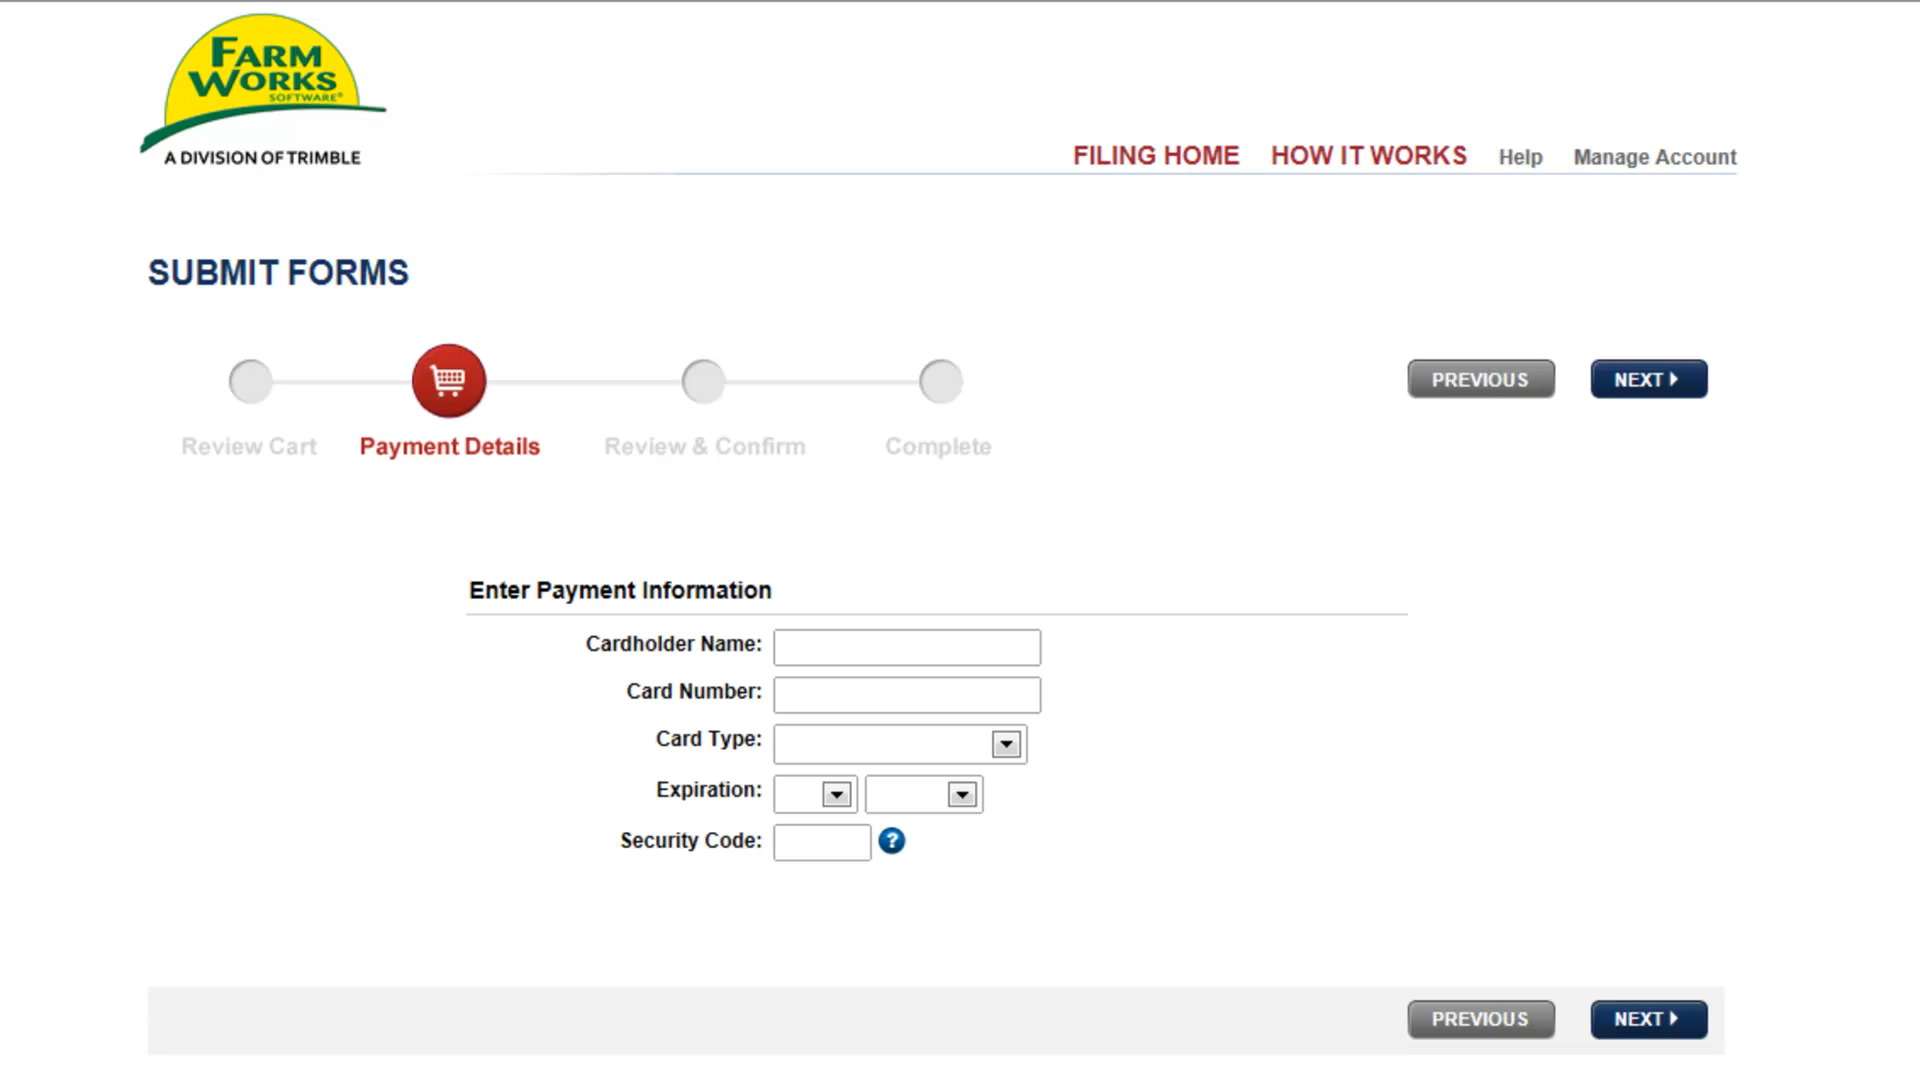 FARM
WORKS
SOFTWARE®
A DIVISION OF TRIMBLE
FILING HOME HOW IT WORKS Help Manage Account
SUBMIT FORMS
PREVIOUS NEXT
Review Cart Payment Details Review & Confirm Complete
Enter Payment Information
Cardholder Name:
Card Number:
Card Type:
Expiration:
Security Code: ?
PREVIOUS NEXT